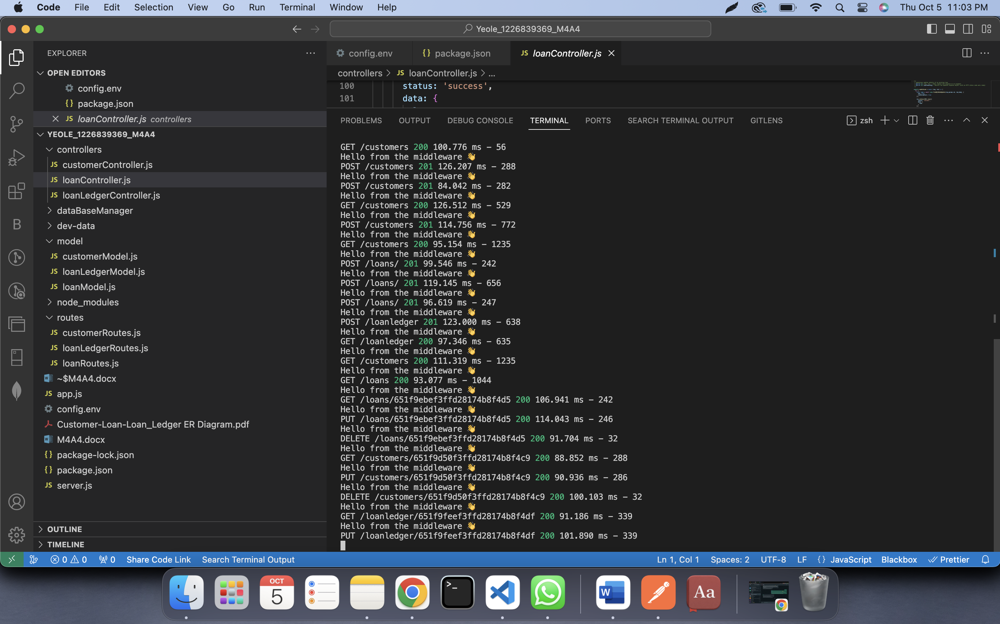 Code File Edit Selection View Go Run Terminal Window Help Thu Oct 5 11:03 PM
Yeole_1226839369_M4A4
EXPLORER
OPEN EDITORS
config.env
package.json
loanController.js controllers
YEOLE_1226839369_M4A4
controllers
customerController.js
loanController.js
loanLedgerController.js
dataBaseManager
dev-data
model
customerModel.js
loanLedgerModel.js
loanModel.js
node_modules
routes
customerRoutes.js
loanLedgerRoutes.js
loanRoutes.js
~$M4A4.docx
app.js
config.env
Customer-Loan-Loan_Ledger ER Diagram.pdf
M4A4.docx
package-lock.json
package.json
server.js
OUTLINE
TIMELINE
config.env package.json JS loanController.js
controllers > JS loanController.js > ...
100 status: 'success',
101 data: {
PROBLEMS OUTPUT DEBUG CONSOLE TERMINAL PORTS SEARCH TERMINAL OUTPUT GITLENS zsh
GET /customers 200 100.776 ms - 56
Hello from the middleware 👋
POST /customers 201 126.207 ms - 288
Hello from the middleware 👋
POST /customers 201 84.042 ms - 282
Hello from the middleware 👋
GET /customers 200 126.512 ms - 529
Hello from the middleware 👋
POST /customers 201 114.756 ms - 772
Hello from the middleware 👋
GET /customers 200 95.154 ms - 1235
Hello from the middleware 👋
POST /loans/ 201 99.546 ms - 242
Hello from the middleware 👋
POST /loans/ 201 119.145 ms - 656
Hello from the middleware 👋
POST /loans/ 201 96.619 ms - 247
Hello from the middleware 👋
POST /loanledger 201 123.000 ms - 638
Hello from the middleware 👋
GET /loanledger 200 97.346 ms - 635
Hello from the middleware 👋
GET /customers 200 111.319 ms - 1235
Hello from the middleware 👋
GET /loans 200 93.077 ms - 1044
Hello from the middleware 👋
GET /loans/651f9ebef3ffd28174b8f4d5 200 106.941 ms - 242
Hello from the middleware 👋
PUT /loans/651f9ebef3ffd28174b8f4d5 200 114.043 ms - 246
Hello from the middleware 👋
DELETE /loans/651f9ebef3ffd28174b8f4d5 200 91.704 ms - 32
Hello from the middleware 👋
GET /customers/651f9d50f3ffd28174b8f4c9 200 88.852 ms - 288
Hello from the middleware 👋
PUT /customers/651f9d50f3ffd28174b8f4c9 200 90.936 ms - 286
Hello from the middleware 👋
DELETE /customers/651f9d50f3ffd28174b8f4c9 200 100.103 ms - 32
Hello from the middleware 👋
GET /loanledger/651f9feef3ffd28174b8f4df 200 91.186 ms - 339
Hello from the middleware 👋
PUT /loanledger/651f9feef3ffd28174b8f4df 200 101.890 ms - 339
0 0 0 Share Code Link Search Terminal Output Ln 1, Col 1 Spaces: 2 UTF-8 LF {} JavaScript Blackbox Prettier
OCT
5
W
Aa